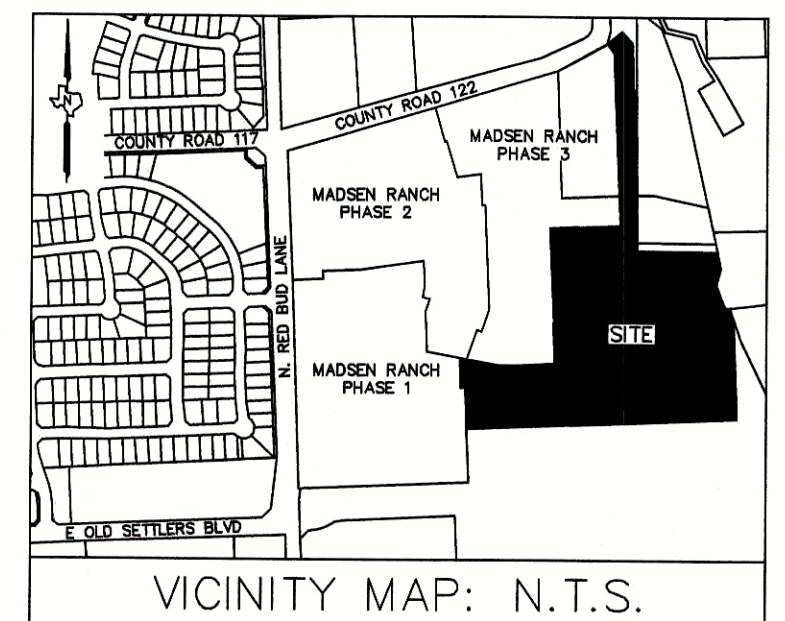 N
COUNTY ROAD 117
COUNTY ROAD 122
MADSEN RANCH
PHASE 3
MADSEN RANCH
PHASE 2
N. RED BUD LANE
SITE
MADSEN RANCH
PHASE 1
E OLD SETTLERS BLVD
VICINITY MAP: N.T.S.